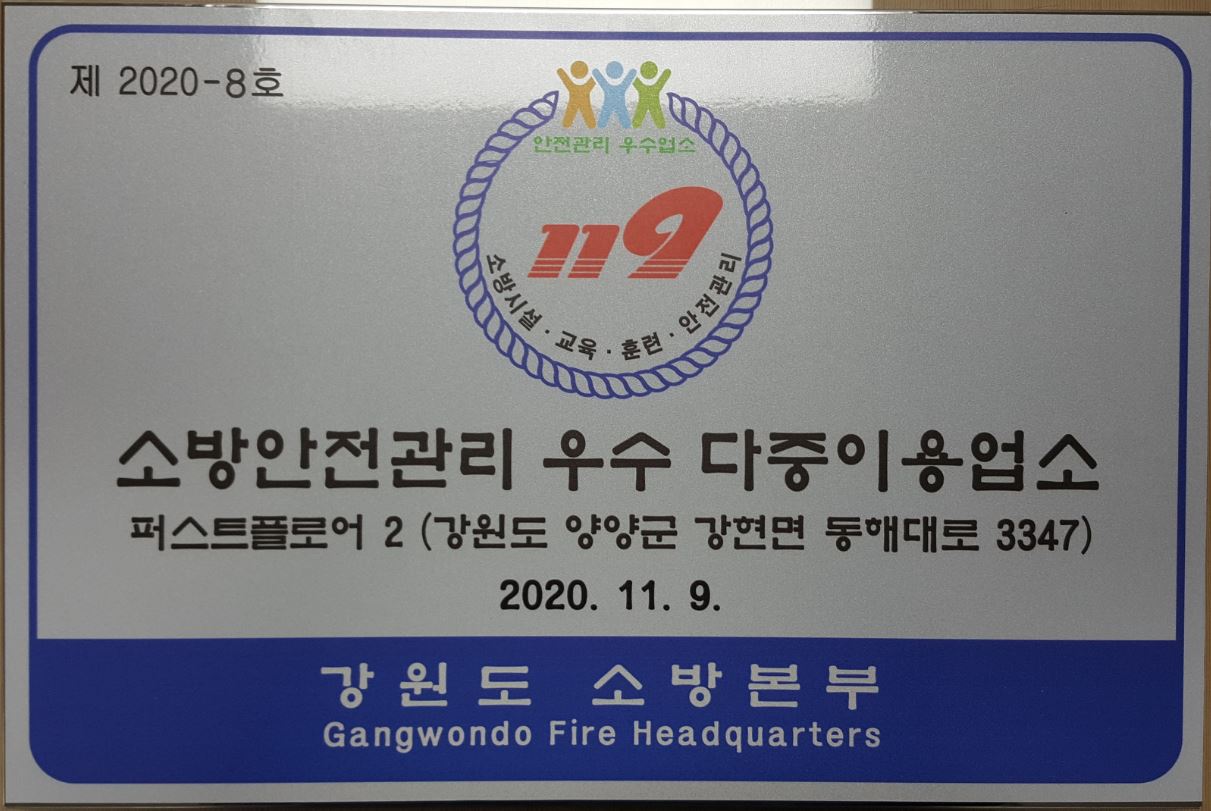 제 2020-8호
안전관리 우수업소
119
소방시설·교육·훈련·안전관리
소방안전관리 우수 다중이용업소
퍼스트플로어 2 (강원도 양양군 강현면 동해대로 3347)
2020. 11. 9.
강원도 소방본부
Gangwondo Fire Headquarters